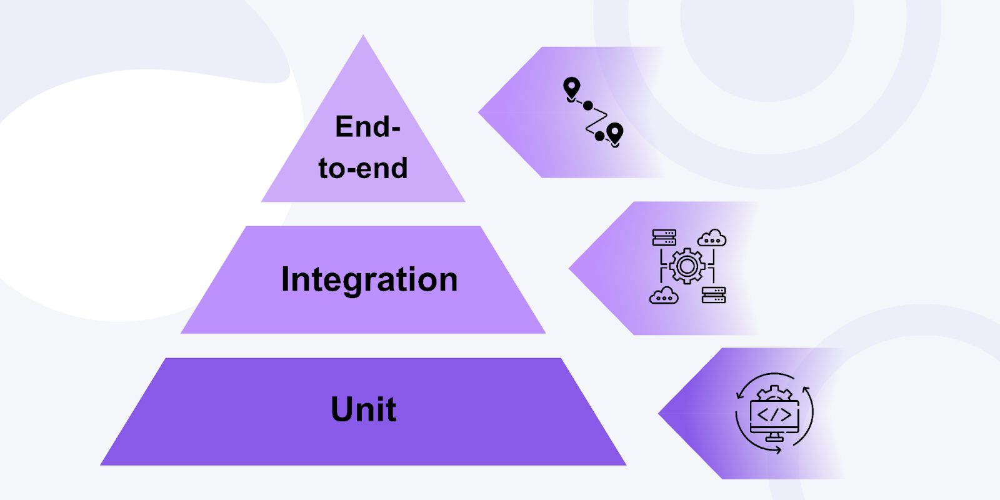 End-
to-end
Integration
Unit